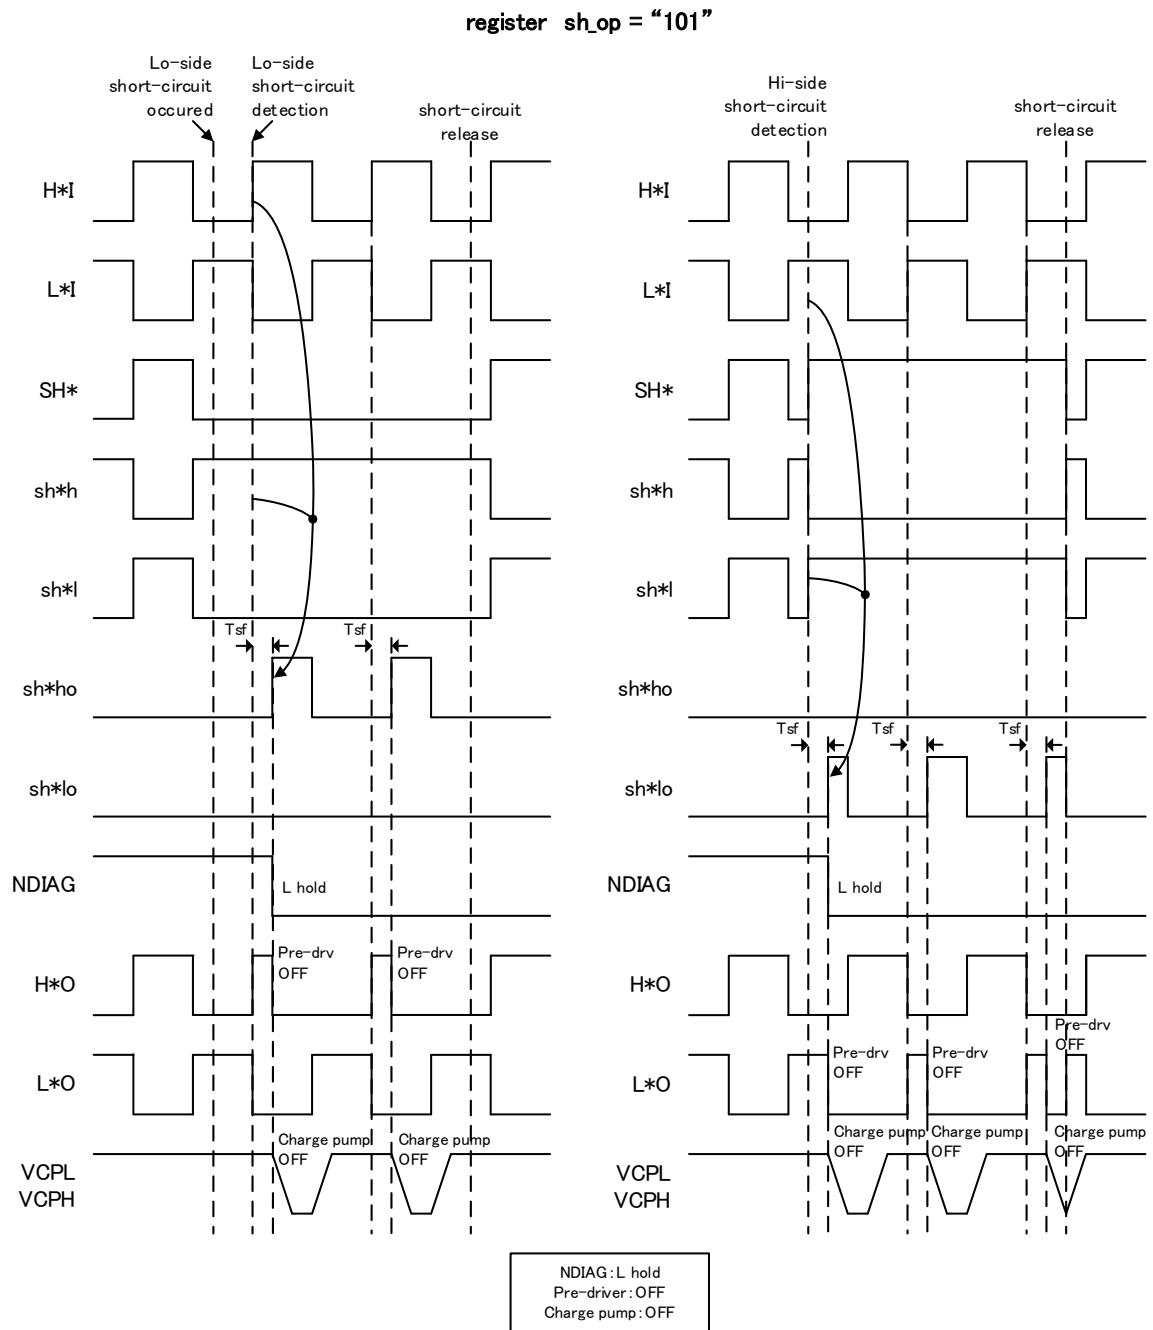 register sh_op = “101”
Lo-side
short-circuit
occured
Lo-side
short-circuit
detection
short-circuit
release
Hi-side
short-circuit
detection
short-circuit
release
H*I
L*I
SH*
sh*h
sh*l
Tsf
Tsf
sh*ho
sh*lo
NDIAG
L hold
H*O
Pre-drv
OFF
Pre-drv
OFF
L*O
Charge pump
OFF
Charge pump
OFF
VCPL
VCPH
H*I
L*I
SH*
sh*h
sh*l
sh*ho
Tsf
Tsf
Tsf
sh*lo
NDIAG
L hold
H*O
Pre-drv
OFF
L*O
Pre-drv
OFF
Pre-drv
OFF
Charge pump
OFF
Charge pump
OFF
Charge pump
OFF
VCPL
VCPH
NDIAG:L hold
Pre-driver:OFF
Charge pump:OFF